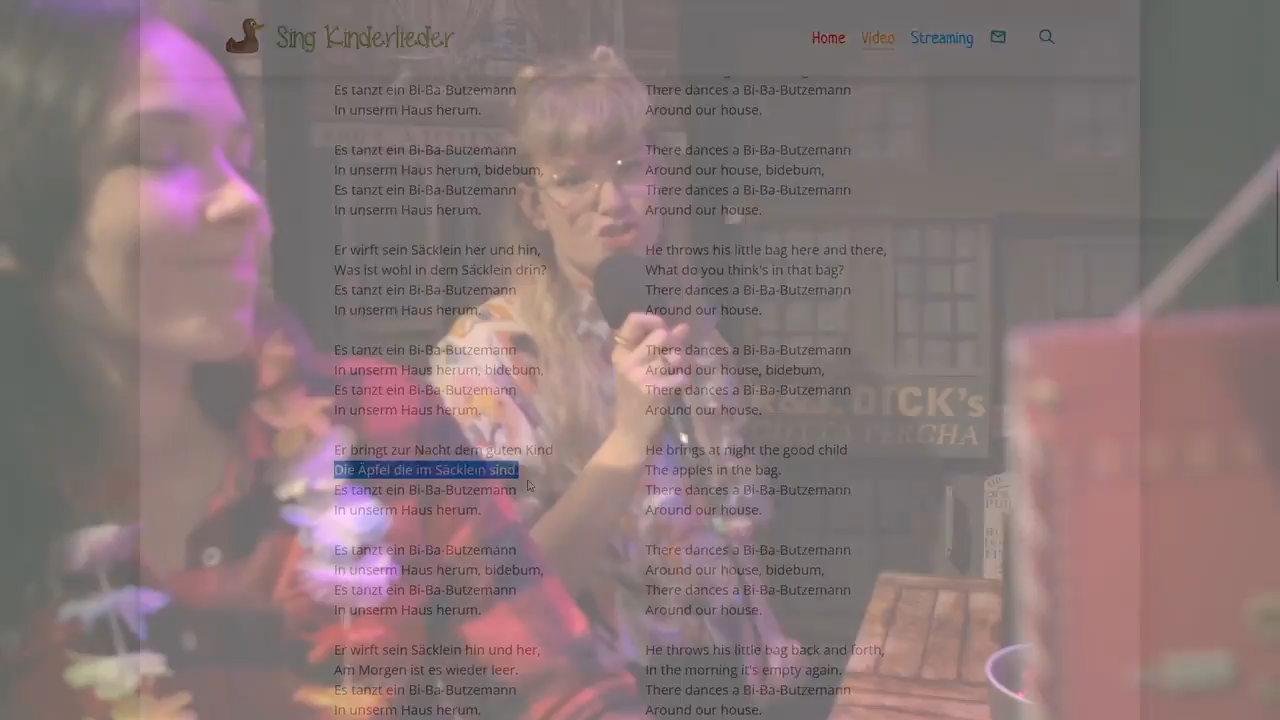 Sing Kinderlieder
Home Video Streaming
Es tanzt ein Bi-Ba-Butzemann
In unserm Haus herum.
Es tanzt ein Bi-Ba-Butzemann
In unserm Haus herum, bidebum,
Es tanzt ein Bi-Ba-Butzemann
In unserm Haus herum.
Er wirft sein Säcklein her und hin,
Was ist wohl in dem Säcklein drin?
Es tanzt ein Bi-Ba-Butzemann
In unserm Haus herum.
Es tanzt ein Bi-Ba-Butzemann
In unserm Haus herum, bidebum,
Es tanzt ein Bi-Ba-Butzemann
In unserm Haus herum.
Er bringt zur Nacht dem guten Kind
Die Äpfel die im Säcklein sind.
Es tanzt ein Bi-Ba-Butzemann
In unserm Haus herum.
Es tanzt ein Bi-Ba-Butzemann
In unserm Haus herum, bidebum,
Es tanzt ein Bi-Ba-Butzemann
In unserm Haus herum.
Er wirft sein Säcklein hin und her,
Am Morgen ist es wieder leer.
Es tanzt ein Bi-Ba-Butzemann
In unserm Haus herum.
There dances a Bi-Ba-Butzemann
Around our house.
There dances a Bi-Ba-Butzemann
Around our house, bidebum,
There dances a Bi-Ba-Butzemann
Around our house.
He throws his little bag here and there,
What do you think's in that bag?
There dances a Bi-Ba-Butzemann
Around our house.
There dances a Bi-Ba-Butzemann
Around our house, bidebum,
There dances a Bi-Ba-Butzemann
Around our house.
He brings at night the good child
The apples in the bag.
There dances a Bi-Ba-Butzemann
Around our house.
There dances a Bi-Ba-Butzemann
Around our house, bidebum,
There dances a Bi-Ba-Butzemann
Around our house.
He throws his little bag back and forth,
In the morning it's empty again.
There dances a Bi-Ba-Butzemann
Around our house.
DICK's
PERCHA